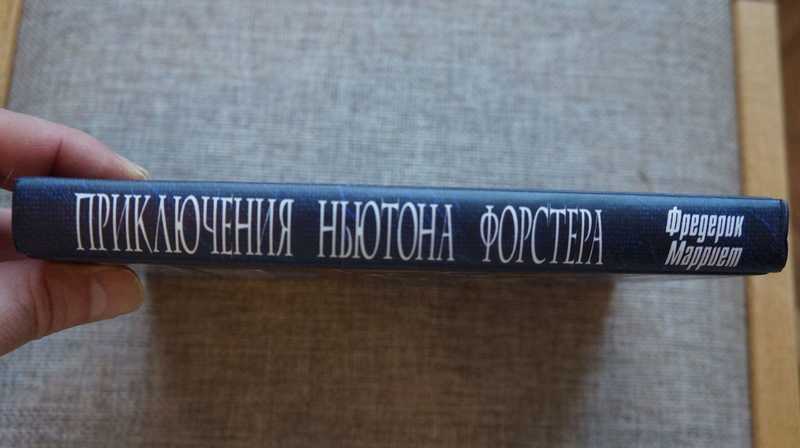 ПРИКЛЮЧЕНИЯ НЬЮТОНА ФОРСТЕРА
Фредерик
Марриет